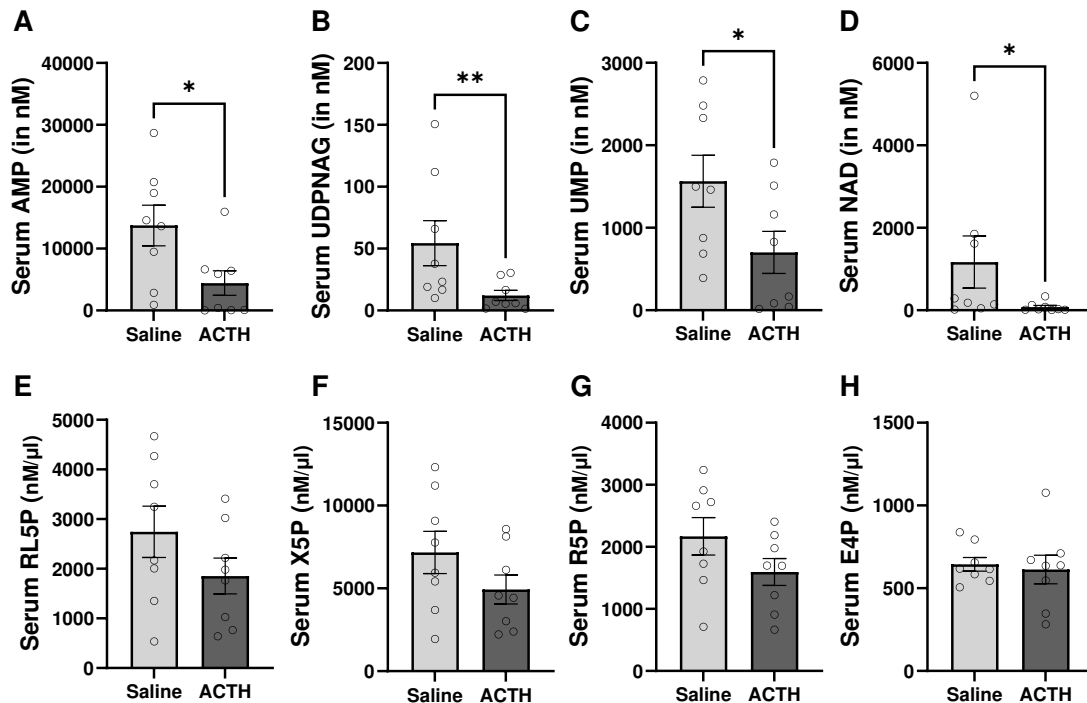 A
Serum AMP (in nM)
40000
30000
20000
10000
0
*
Saline ACTH
B
Serum UDPNAG (in nM)
200
150
100
50
0
**
Saline ACTH
C
Serum UMP (in nM)
3000
2000
1000
0
*
Saline ACTH
D
Serum NAD (in nM)
6000
4000
2000
0
*
Saline ACTH
E
Serum RL5P (nM/µl)
5000
4000
3000
2000
1000
0
Saline ACTH
F
Serum X5P (nM/µl)
15000
10000
5000
0
Saline ACTH
G
Serum R5P (nM/µl)
4000
3000
2000
1000
0
Saline ACTH
H
Serum E4P (nM/µl)
1500
1000
500
0
Saline ACTH